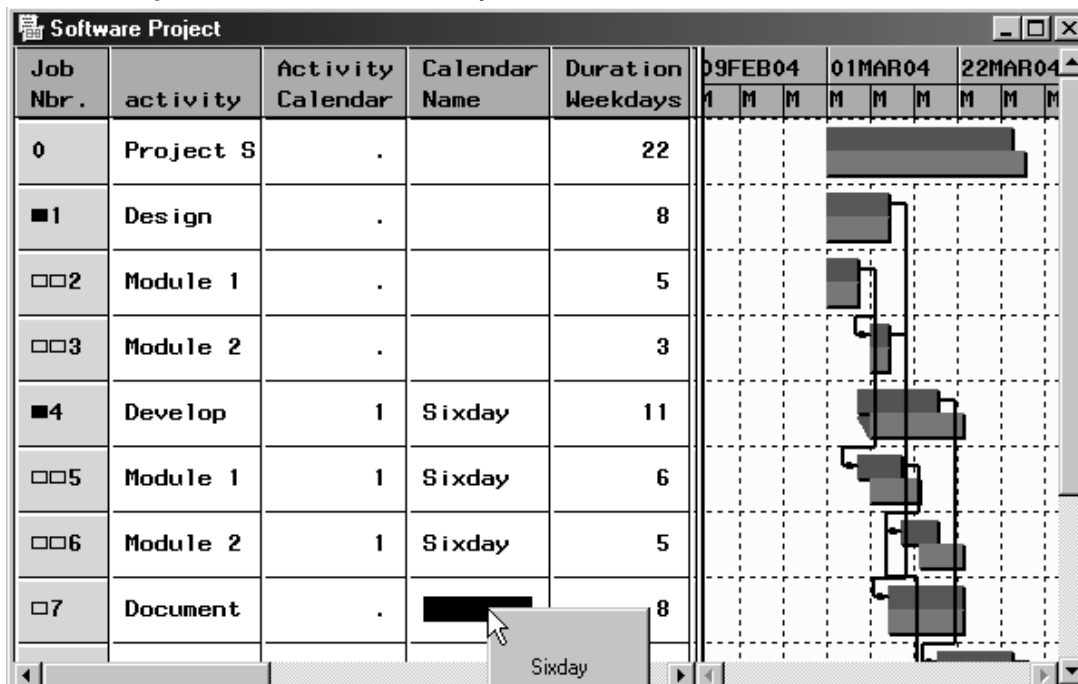 Software Project
Job Nbr. activity Activity Calendar Calendar Name Duration Weekdays 09FEB04 01MAR04 22MAR04
M M M M M M M M M
0 Project S . 22
1 Design . 8
2 Module 1 . 5
3 Module 2 . 3
4 Develop 1 Sixday 11
5 Module 1 1 Sixday 6
6 Module 2 1 Sixday 5
7 Document . 8
Sixday